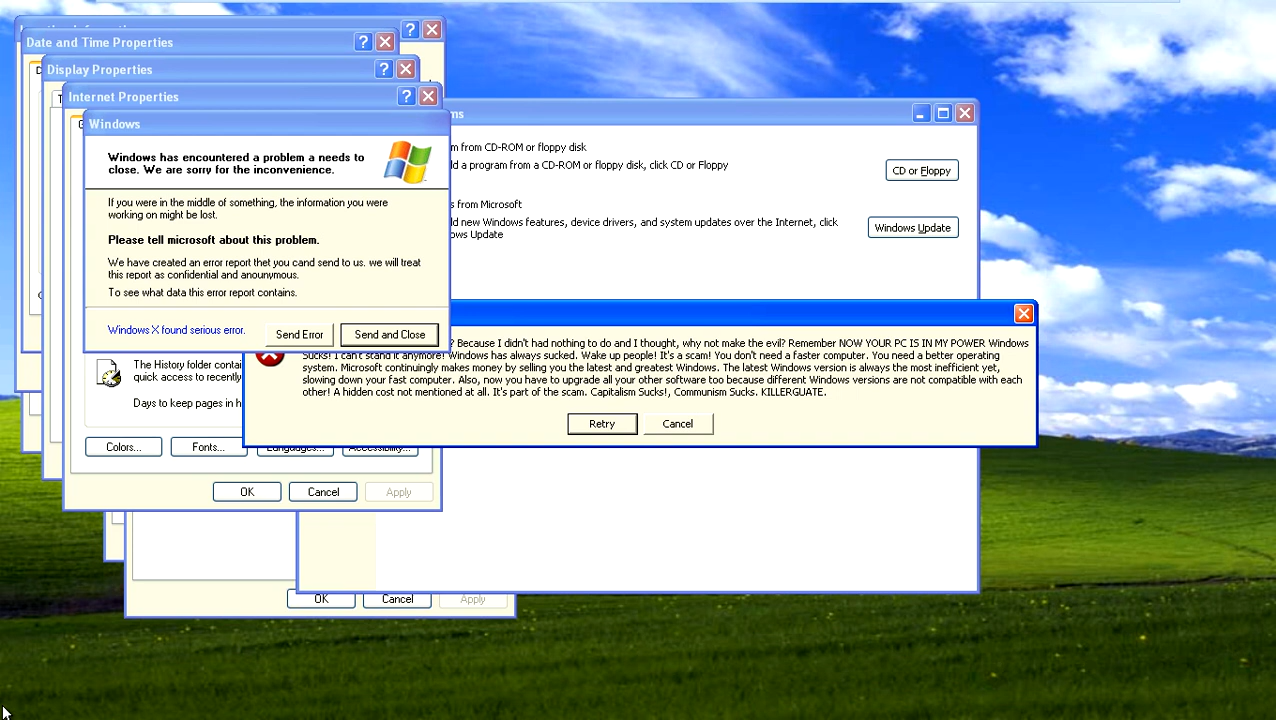 Date and Time Properties
Display Properties
Internet Properties
Windows
Windows has encountered a problem a needs to
close. We are sorry for the inconvenience.
If you were in the middle of something, the information you were
working on might be lost.
Please tell microsoft about this problem.
We have created an error report thet you cand send to us. we will treat
this report as confidential and anounymous.
To see what data this error report contains.
Windows X found serious error.
Send Error
Send and Close
ms
m from CD-ROM or floppy disk
d a program from a CD-ROM or floppy disk, click CD or Floppy
CD or Floppy
s from Microsoft
d new Windows features, device drivers, and system updates over the Internet, click
ows Update
Windows Update
? Because I didn't had nothing to do and I thought, why not make the evil? Remember NOW YOUR PC IS IN MY POWER Windows
Sucks! I can't stand it anymore! Windows has always sucked. Wake up people! It's a scam! You don't need a faster computer. You need a better operating
system. Microsoft continuingly makes money by selling you the latest and greatest Windows. The latest Windows version is always the most inefficient yet,
slowing down your fast computer. Also, now you have to upgrade all your other software too because different Windows versions are not compatible with each
other! A hidden cost not mentioned at all. It's part of the scam. Capitalism Sucks!, Communism Sucks. KILLERGUATE.
Retry
Cancel
The History folder contai
quick access to recently
Days to keep pages in h
Colors...
Fonts...
Languages...
Accessibility...
OK
Cancel
Apply
OK
Cancel
Apply